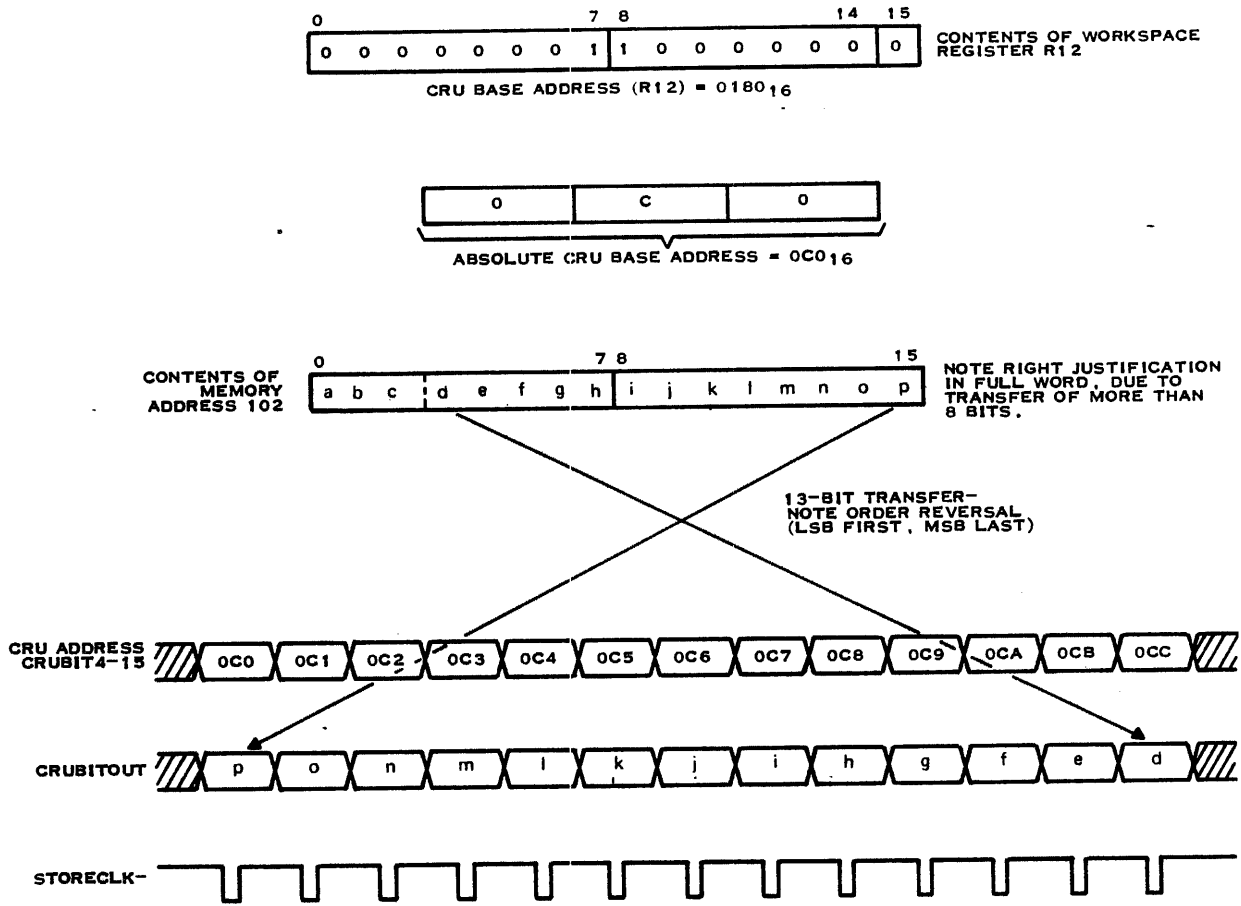 0 7 8 14 15
0 0 0 0 0 0 0 1 1 0 0 0 0 0 0 0
CONTENTS OF WORKSPACE
REGISTER R12
CRU BASE ADDRESS (R12) = 0180₁₆
0 C 0
ABSOLUTE CRU BASE ADDRESS = 0C0₁₆
0 7 8 15
CONTENTS OF
MEMORY
ADDRESS 102
a b c d e f g h i j k l m n o p
NOTE RIGHT JUSTIFICATION
IN FULL WORD, DUE TO
TRANSFER OF MORE THAN
8 BITS.
13-BIT TRANSFER-
NOTE ORDER REVERSAL
(LSB FIRST, MSB LAST)
CRU ADDRESS
CRUBIT4-15
0C0 0C1 0C2 0C3 0C4 0C5 0C6 0C7 0C8 0C9 0CA 0CB 0CC
CRUBITOUT
p o n m l k j i h g f e d
STORECLK-